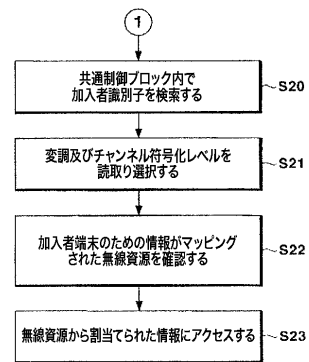 1
共通制御ブロック内で
加入者識別子を検索する
S20
変調及びチャンネル符号化レベルを
読取り選択する
S21
加入者端末のための情報がマッピング
された無線資源を確認する
S22
無線資源から割当てられた情報にアクセスする
S23